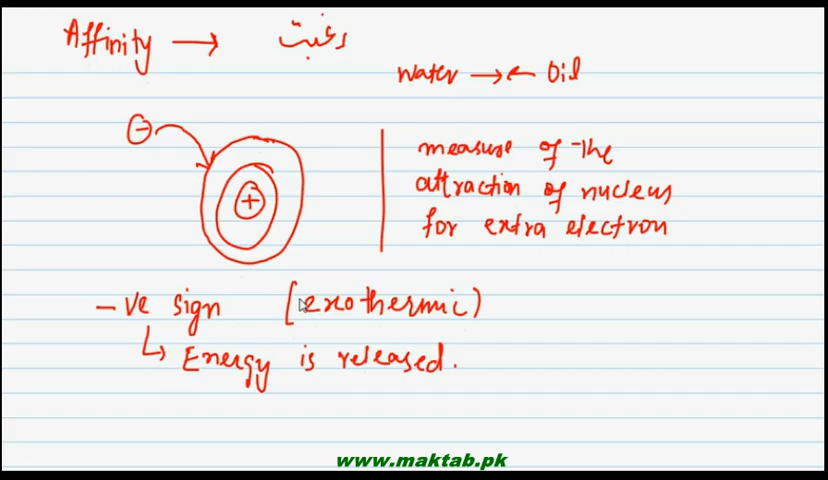 Affinity → رغبت
Water → ← Oil
−
+
measure of the
attraction of nucleus
for extra electron
−ve sign (exothermic)
↳ Energy is released.
www.maktab.pk